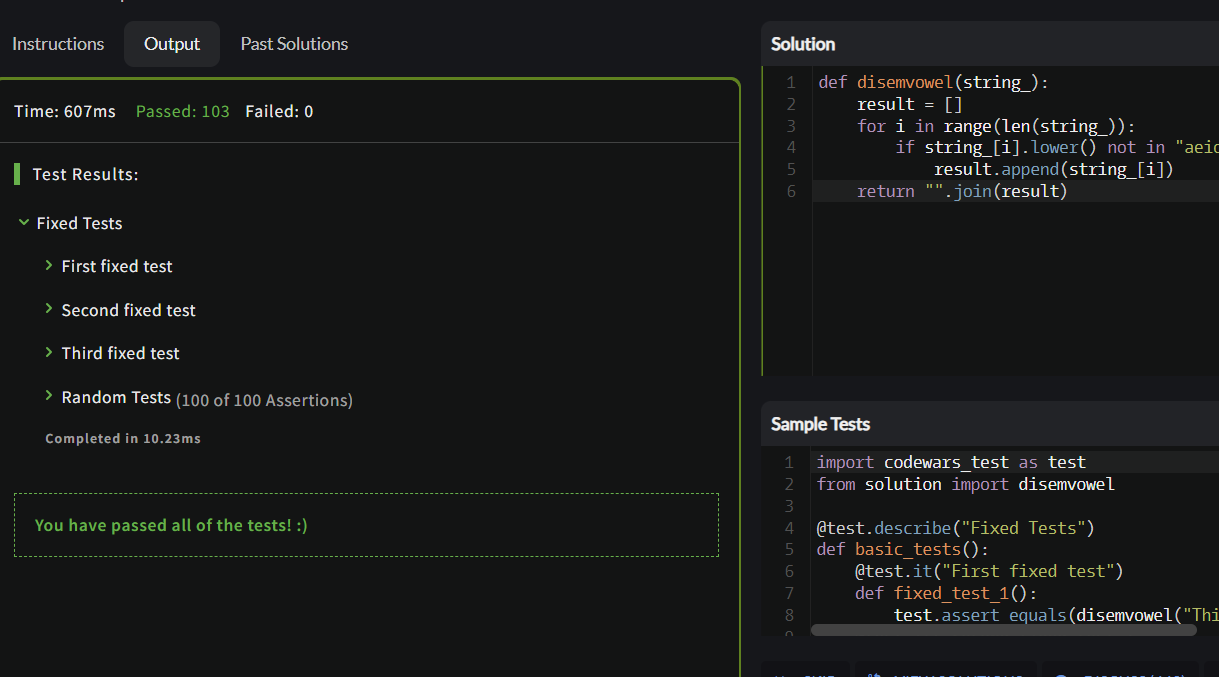 Instructions
Output
Past Solutions
Time: 607ms Passed: 103 Failed: 0
Test Results:
Fixed Tests
First fixed test
Second fixed test
Third fixed test
Random Tests (100 of 100 Assertions)
Completed in 10.23ms
You have passed all of the tests! :)
Solution
1 def disemvowel(string_):
2 result = []
3 for i in range(len(string_)):
4 if string_[i].lower() not in "aeio
5 result.append(string_[i])
6 return "".join(result)
Sample Tests
1 import codewars_test as test
2 from solution import disemvowel
3
4 @test.describe("Fixed Tests")
5 def basic_tests():
6 @test.it("First fixed test")
7 def fixed_test_1():
8 test.assert_equals(disemvowel("Thi